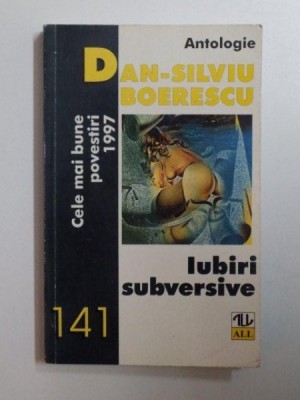 Antologie
DAN-SILVIU
BOERESCU
Cele mai bune
povestiri
1997
Iubiri
subversive
141
ALL